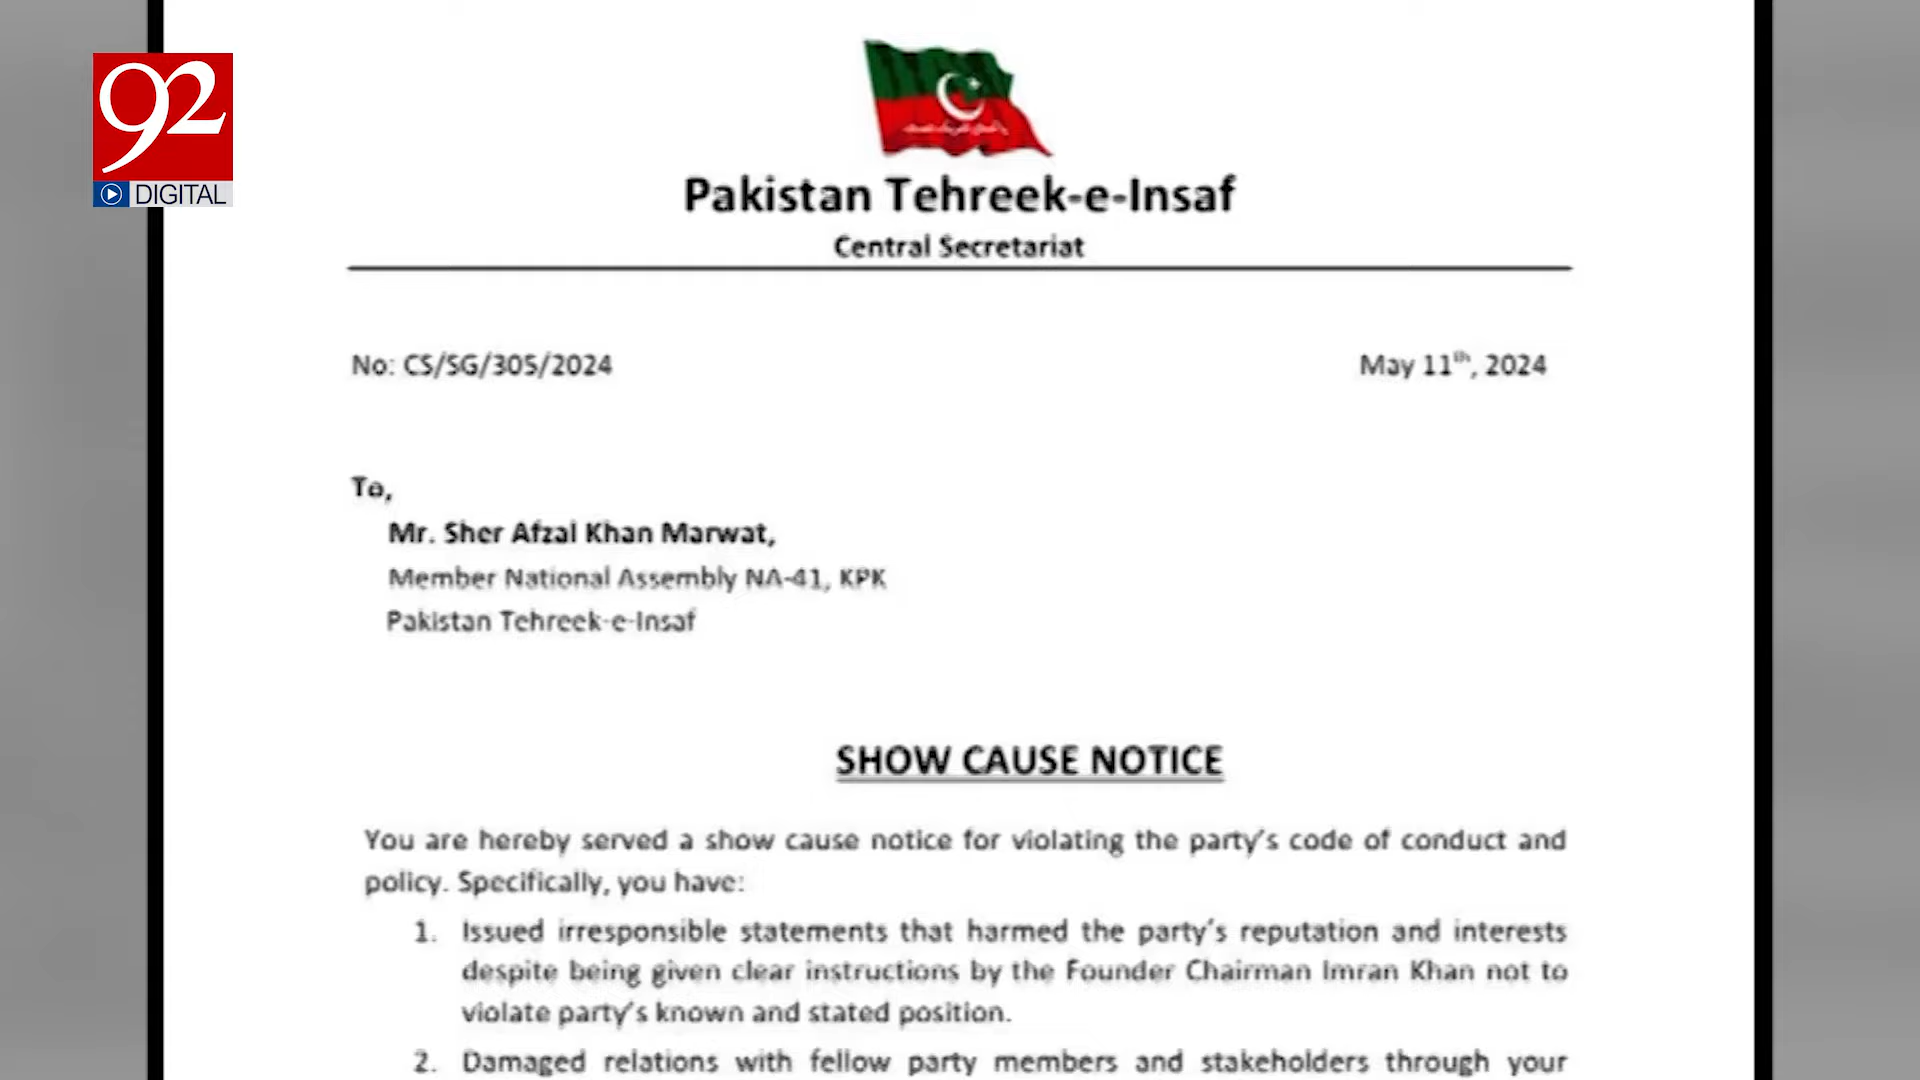 92
DIGITAL
Pakistan Tehreek-e-Insaf
Central Secretariat
No: CS/SG/305/2024
May 11th, 2024
To,
Mr. Sher Afzal Khan Marwat,
Member National Assembly NA-41, KPK
Pakistan Tehreek-e-Insaf
SHOW CAUSE NOTICE
You are hereby served a show cause notice for violating the party's code of conduct and
policy. Specifically, you have:
1. Issued irresponsible statements that harmed the party's reputation and interests
despite being given clear instructions by the Founder Chairman Imran Khan not to
violate party's known and stated position.
2. Damaged relations with fellow party members and stakeholders through your